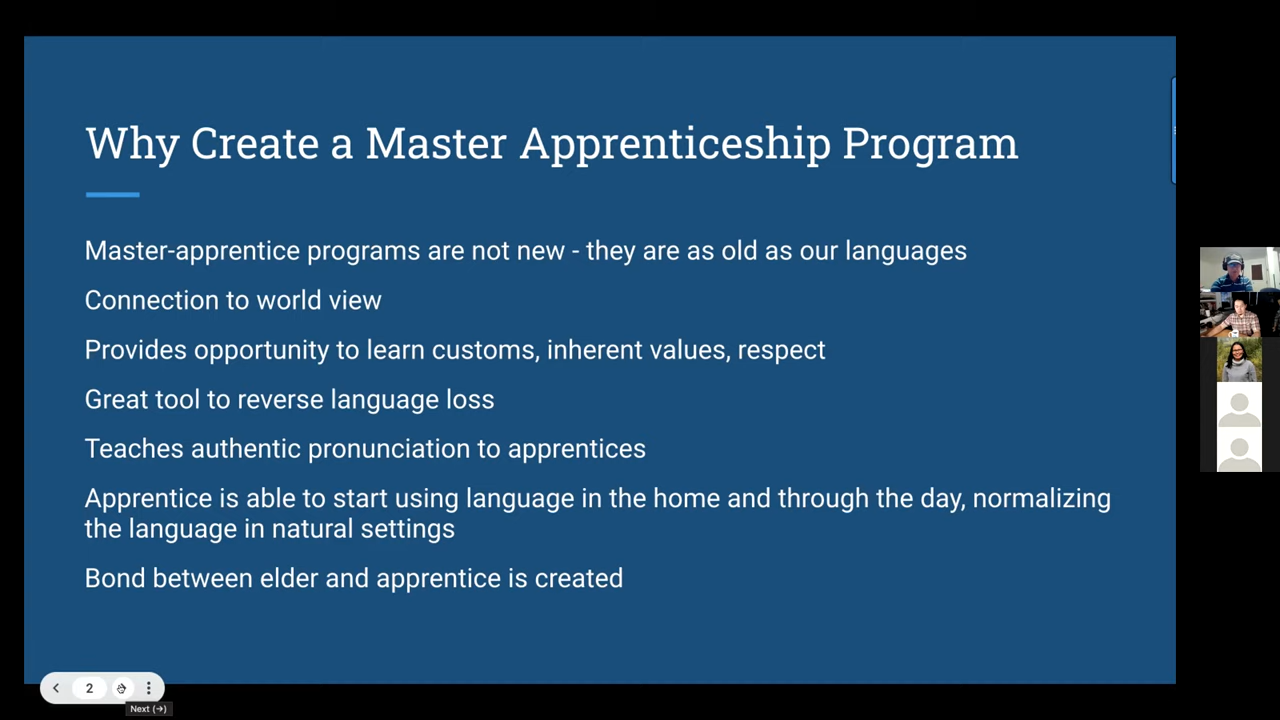 Why Create a Master Apprenticeship Program
Master-apprentice programs are not new - they are as old as our languages
Connection to world view
Provides opportunity to learn customs, inherent values, respect
Great tool to reverse language loss
Teaches authentic pronunciation to apprentices
Apprentice is able to start using language in the home and through the day, normalizing
the language in natural settings
Bond between elder and apprentice is created
2
Next (→)